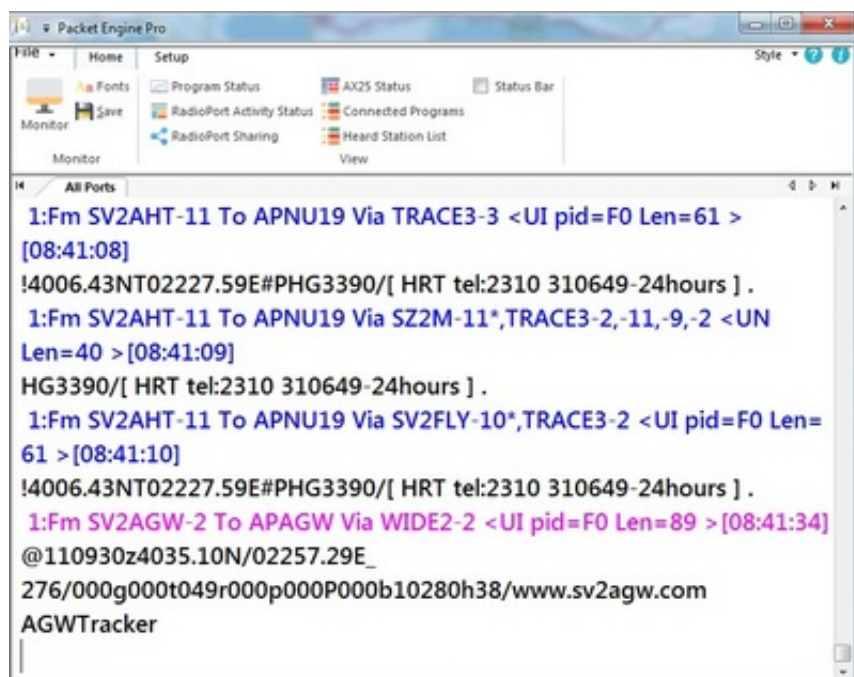 Packet Engine Pro
File Home Setup Style
Monitor
Fonts
Save
Program Status
RadioPort Activity Status
RadioPort Sharing
AX25 Status
Connected Programs
Heard Station List
Status Bar
Monitor View
All Ports
1:Fm SV2AHT-11 To APNU19 Via TRACE3-3 <UI pid=F0 Len=61 >
[08:41:08]
!4006.43NT02227.59E#PHG3390/[ HRT tel:2310 310649-24hours ] .
1:Fm SV2AHT-11 To APNU19 Via SZ2M-11*,TRACE3-2,-11,-9,-2 <UN
Len=40 >[08:41:09]
HG3390/[ HRT tel:2310 310649-24hours ] .
1:Fm SV2AHT-11 To APNU19 Via SV2FLY-10*,TRACE3-2 <UI pid=F0 Len=
61 >[08:41:10]
!4006.43NT02227.59E#PHG3390/[ HRT tel:2310 310649-24hours ] .
1:Fm SV2AGW-2 To APAGW Via WIDE2-2 <UI pid=F0 Len=89 >[08:41:34]
@110930z4035.10N/02257.29E_
276/000g000t049r000p000P000b10280h38/www.sv2agw.com
AGWTracker